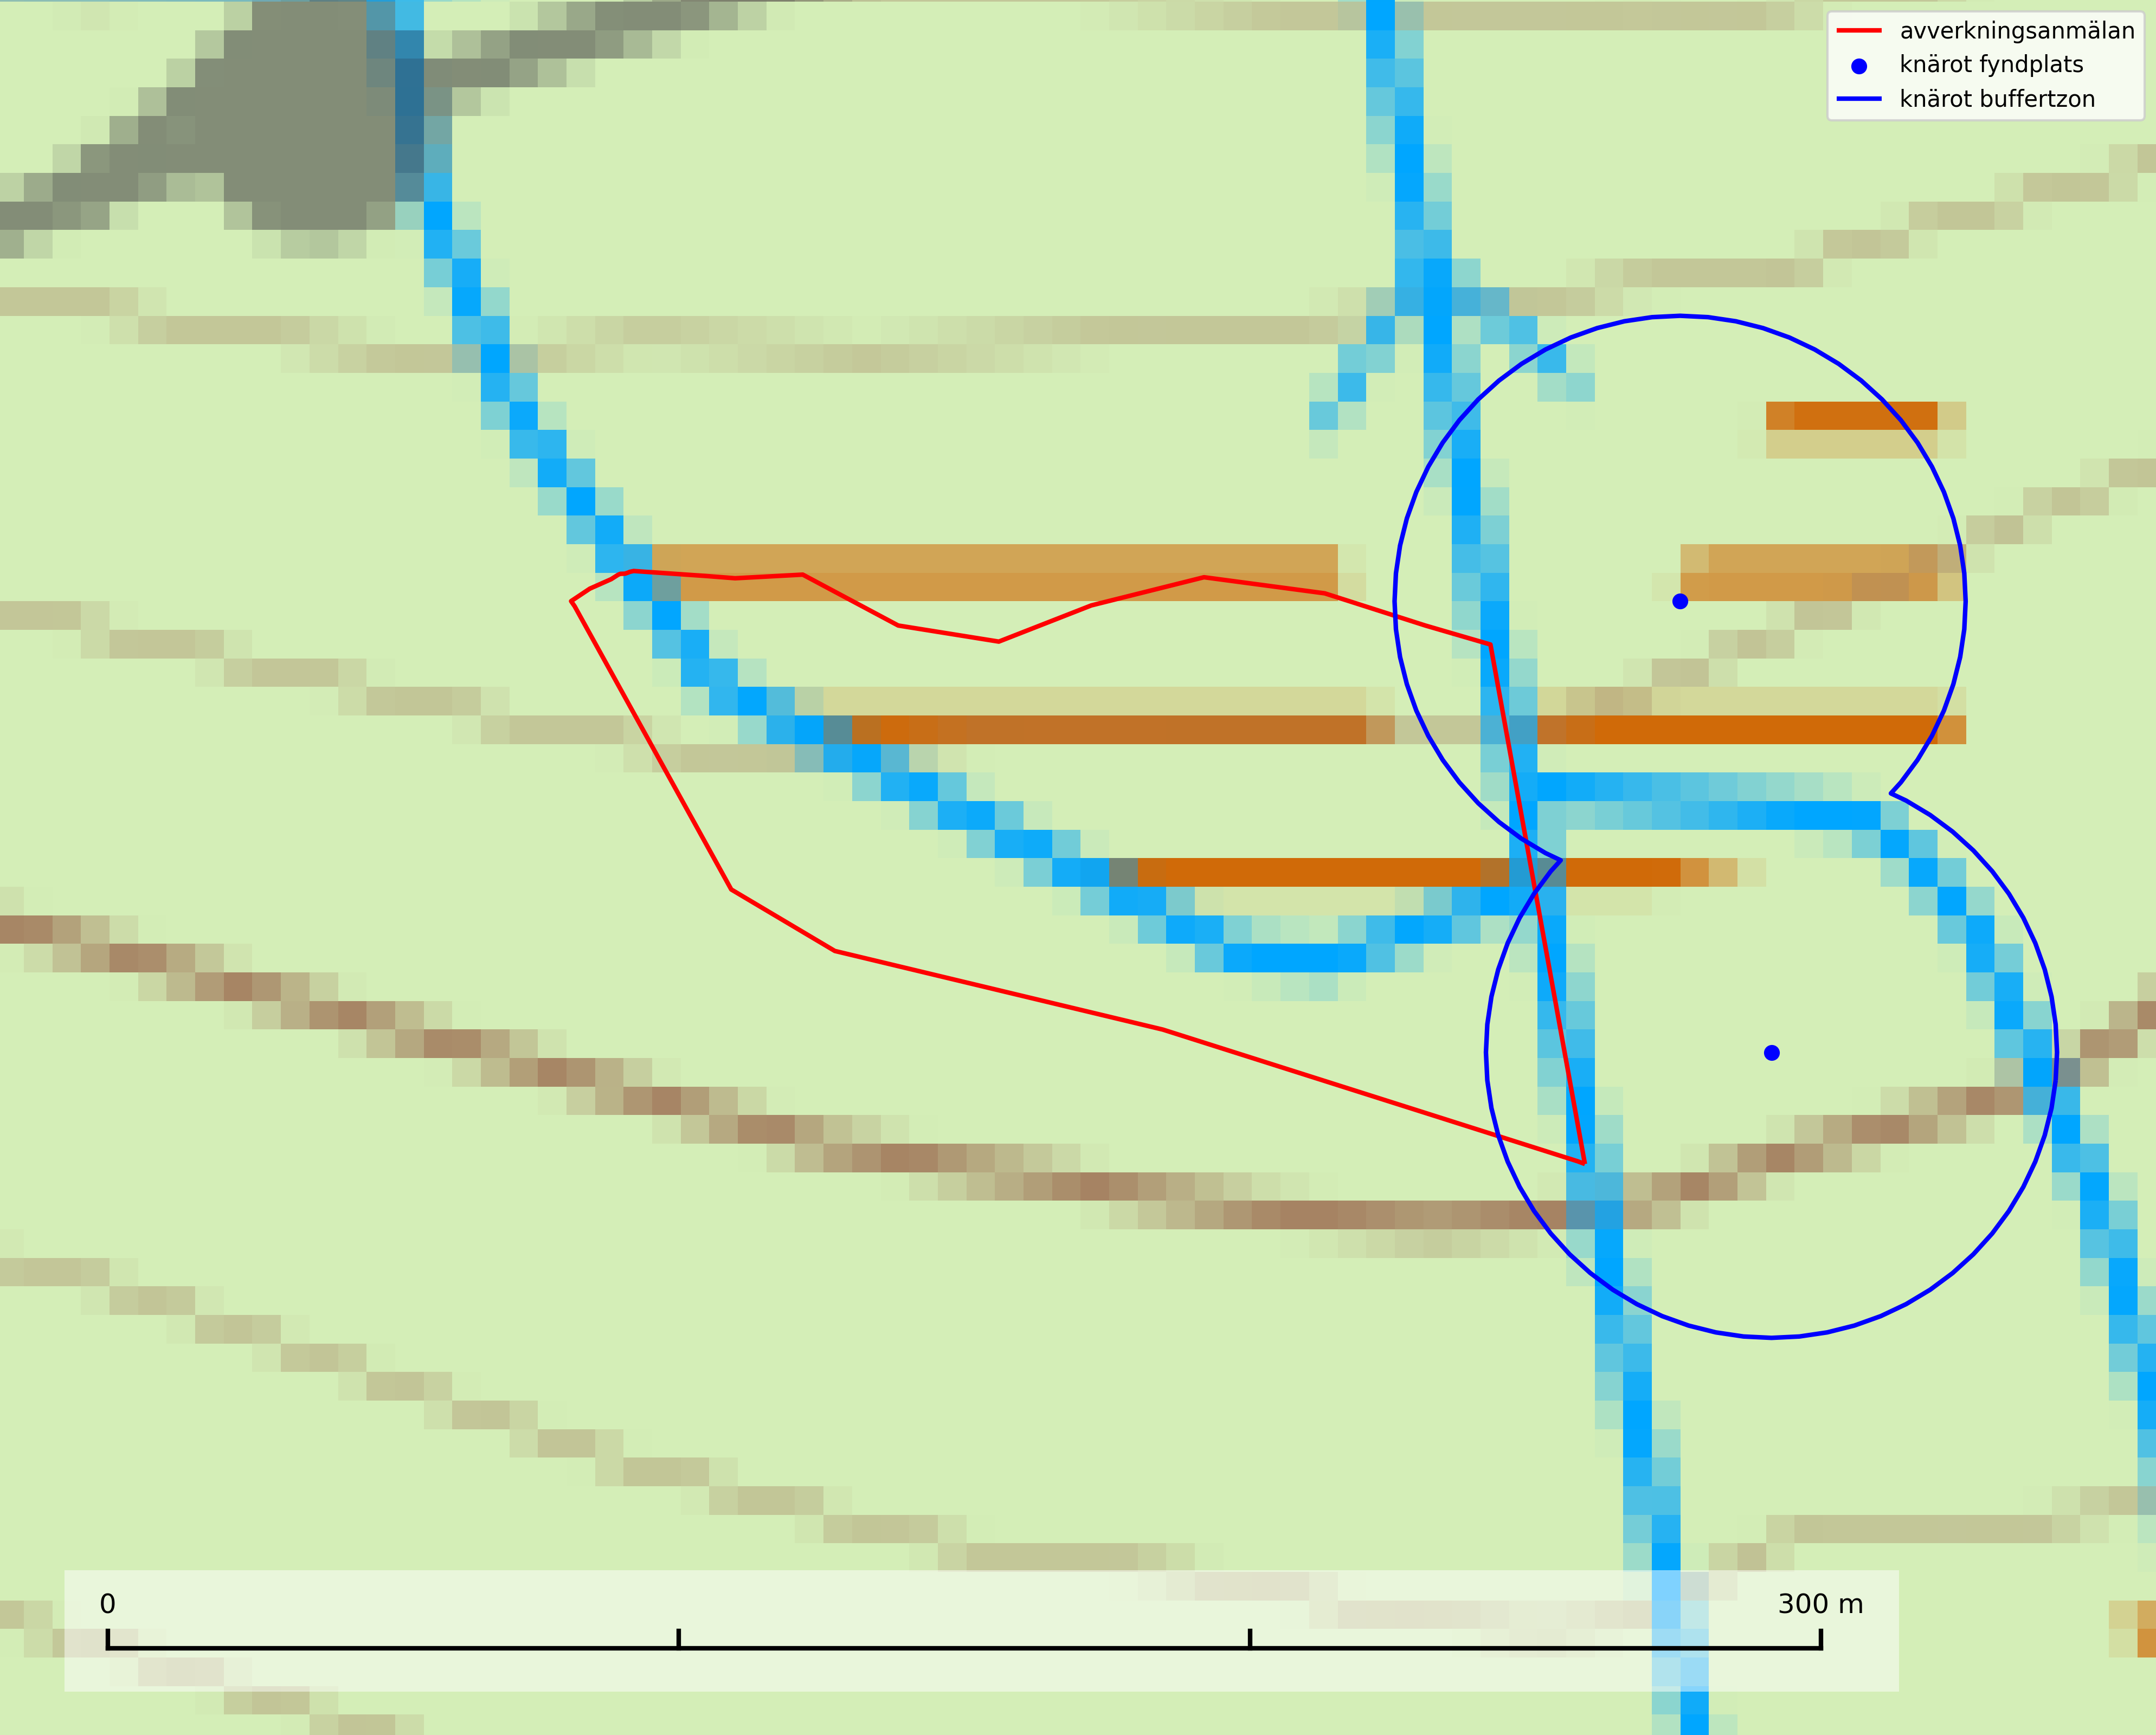 avverkningsanmälan
knärot fyndplats
knärot buffertzon
0
300 m